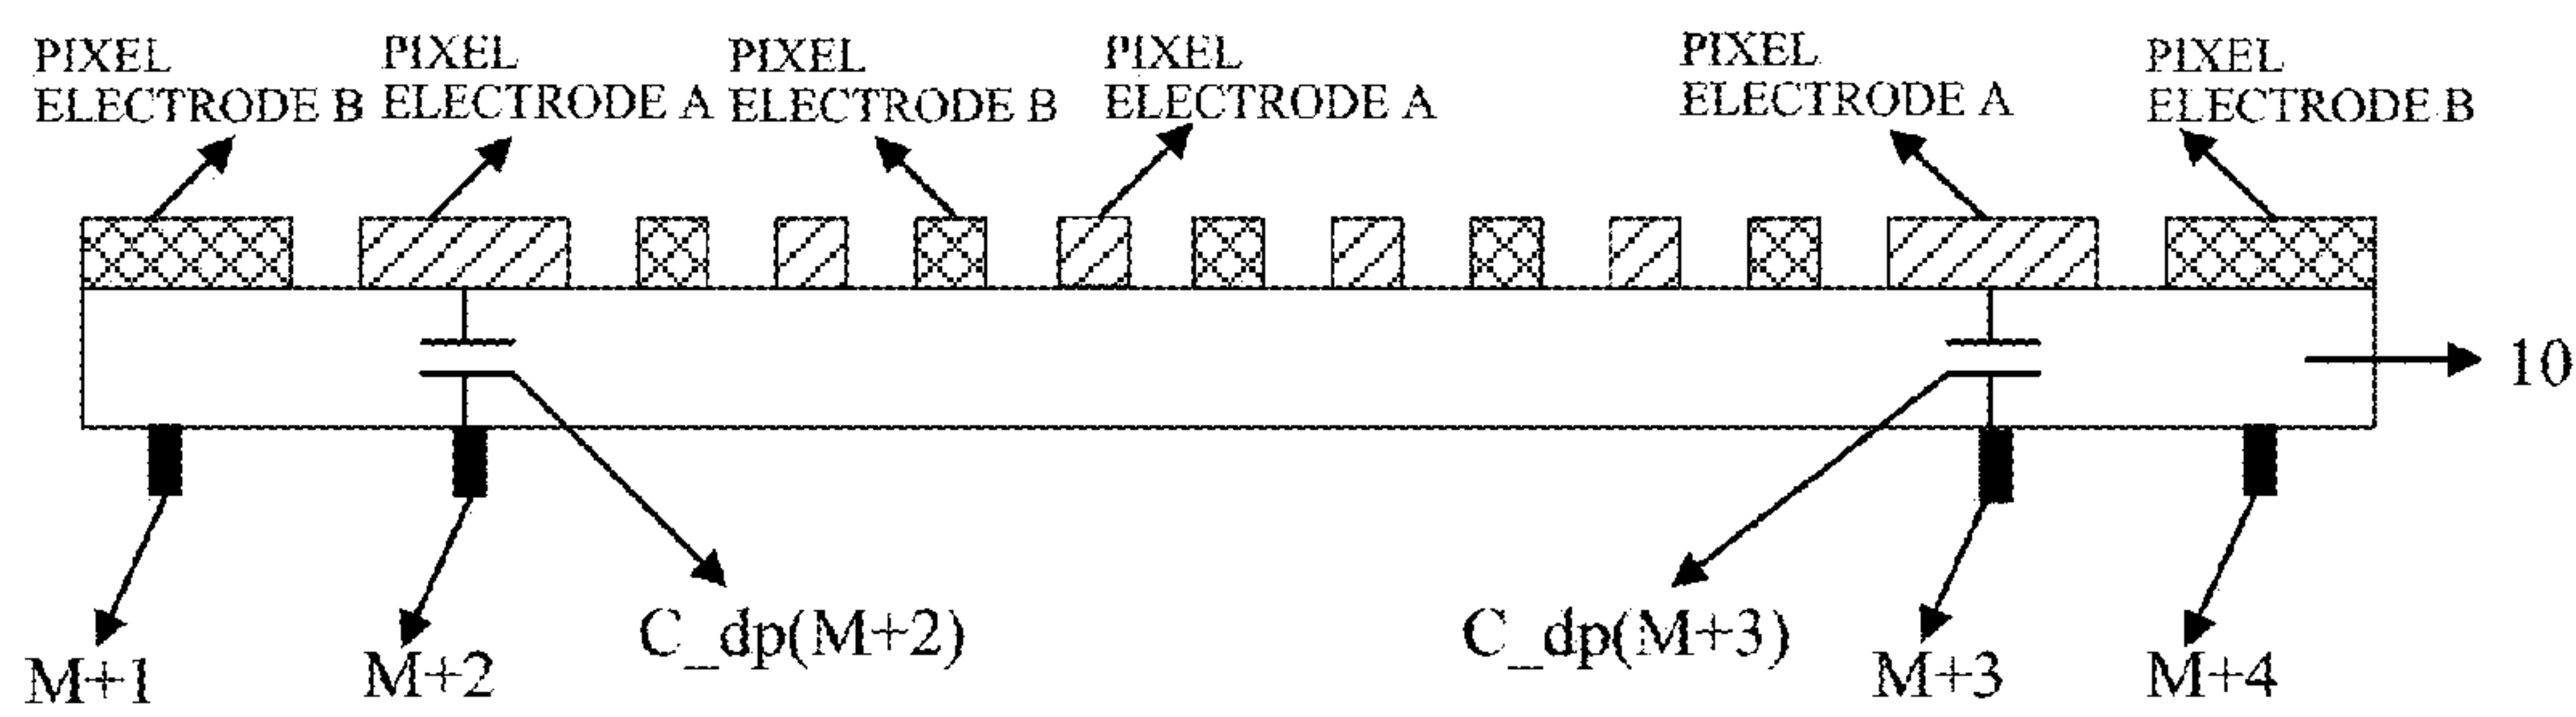 PIXEL
ELECTRODE B
PIXEL
ELECTRODE A
PIXEL
ELECTRODE B
PIXEL
ELECTRODE A
PIXEL
ELECTRODE A
PIXEL
ELECTRODE B
10
C_dp(M+2)
C_dp(M+3)
M+1
M+2
M+3
M+4